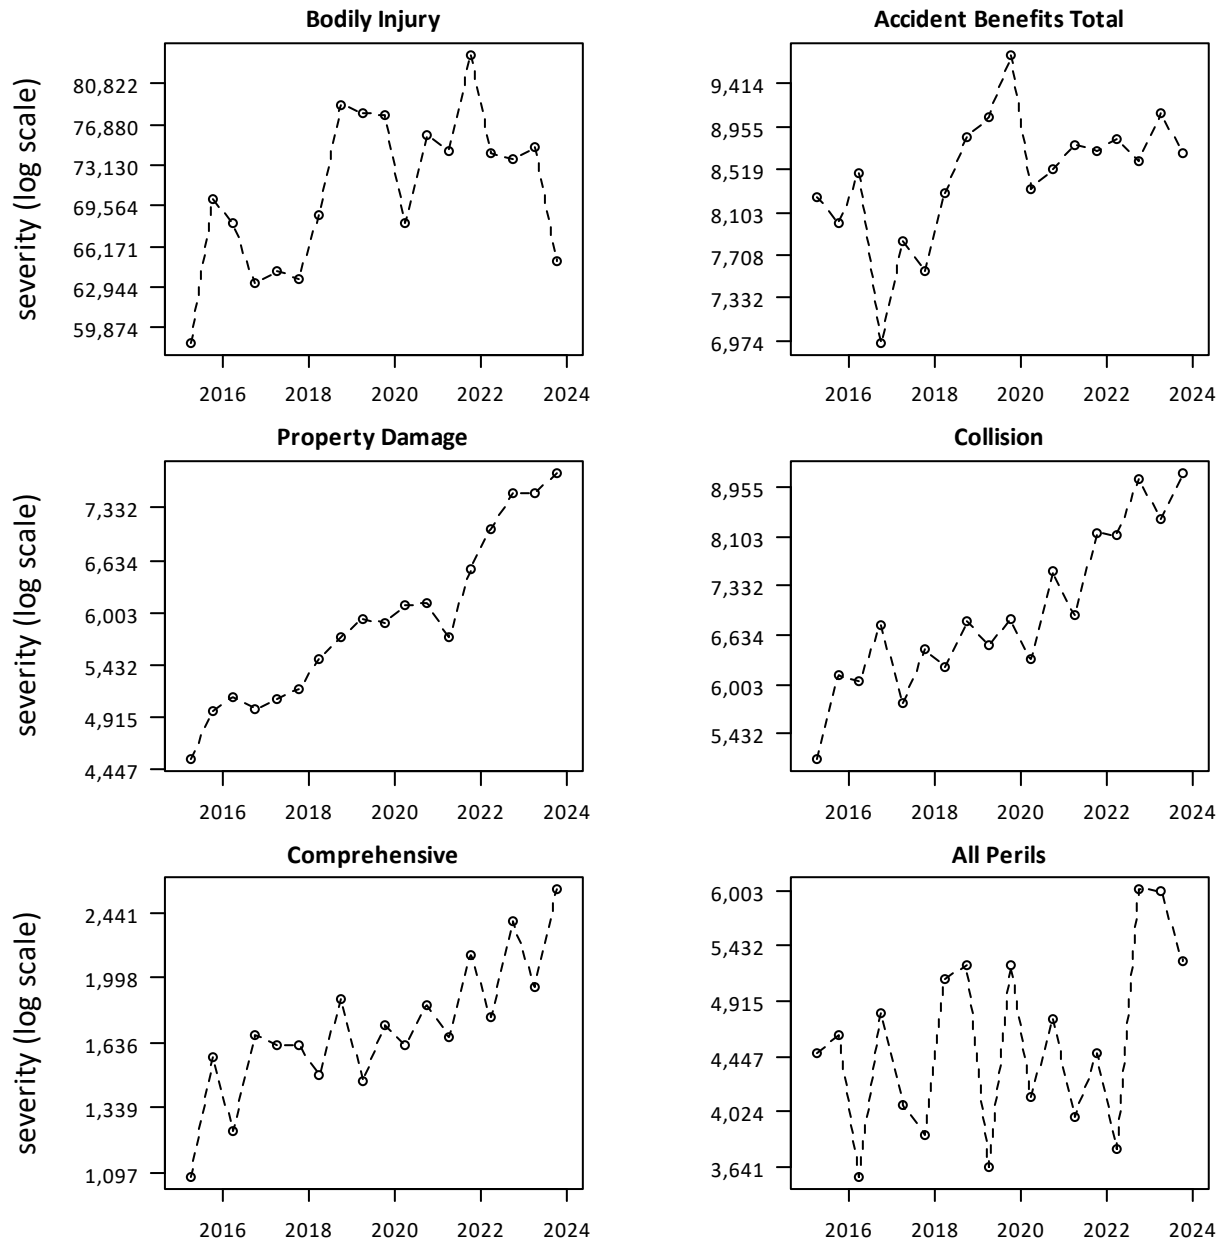 Bodily Injury
severity (log scale)
80,822
76,880
73,130
69,564
66,171
62,944
59,874
2016 2018 2020 2022 2024
Accident Benefits Total
9,414
8,955
8,519
8,103
7,708
7,332
6,974
2016 2018 2020 2022 2024
Property Damage
severity (log scale)
7,332
6,634
6,003
5,432
4,915
4,447
2016 2018 2020 2022 2024
Collision
8,955
8,103
7,332
6,634
6,003
5,432
2016 2018 2020 2022 2024
Comprehensive
severity (log scale)
2,441
1,998
1,636
1,339
1,097
2016 2018 2020 2022 2024
All Perils
6,003
5,432
4,915
4,447
4,024
3,641
2016 2018 2020 2022 2024